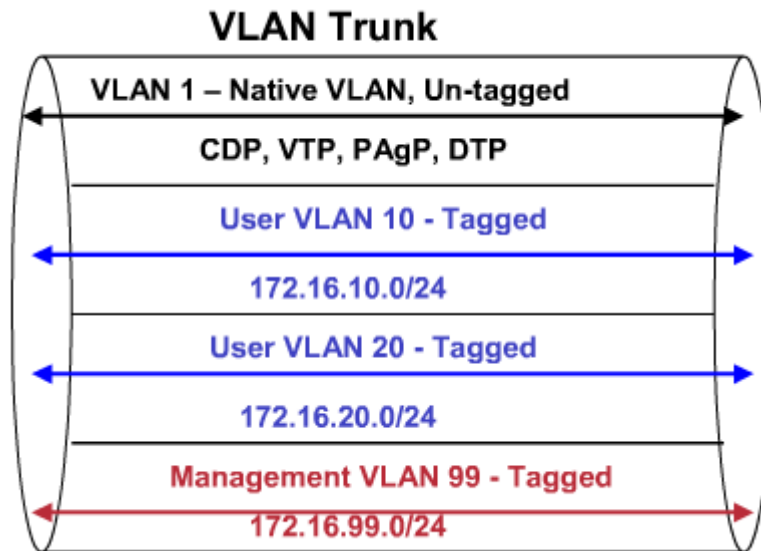 VLAN Trunk
VLAN 1 – Native VLAN, Un-tagged
CDP, VTP, PAgP, DTP
User VLAN 10 - Tagged
172.16.10.0/24
User VLAN 20 - Tagged
172.16.20.0/24
Management VLAN 99 - Tagged
172.16.99.0/24